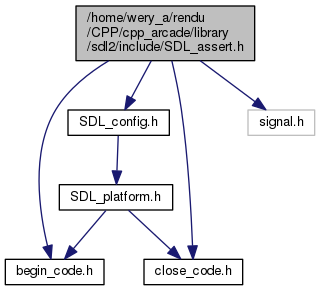 /home/wery_a/rendu
/CPP/cpp_arcade/library
/sdl2/include/SDL_assert.h
SDL_config.h
signal.h
SDL_platform.h
begin_code.h
close_code.h